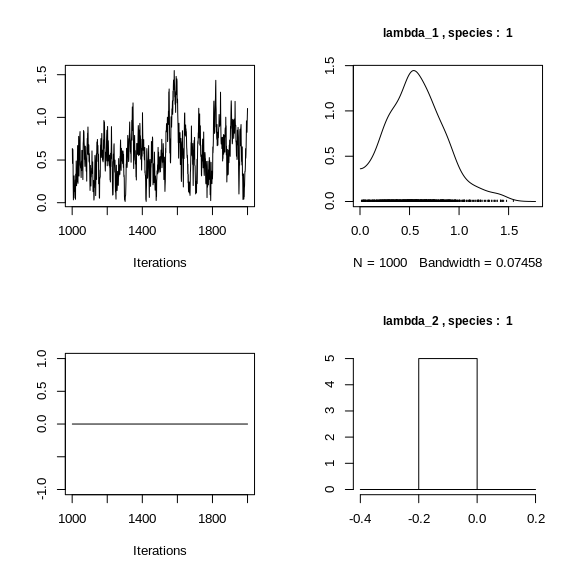 lambda_1 , species : 1
0.0 0.5 1.0 1.5
1000 1400 1800
Iterations
0.0 0.5 1.0 1.5
0.0 0.5 1.0 1.5
N = 1000 Bandwidth = 0.07458
lambda_2 , species : 1
-1.0 0.0 0.5 1.0
1000 1400 1800
Iterations
0 1 2 3 4 5
-0.4 -0.2 0.0 0.2